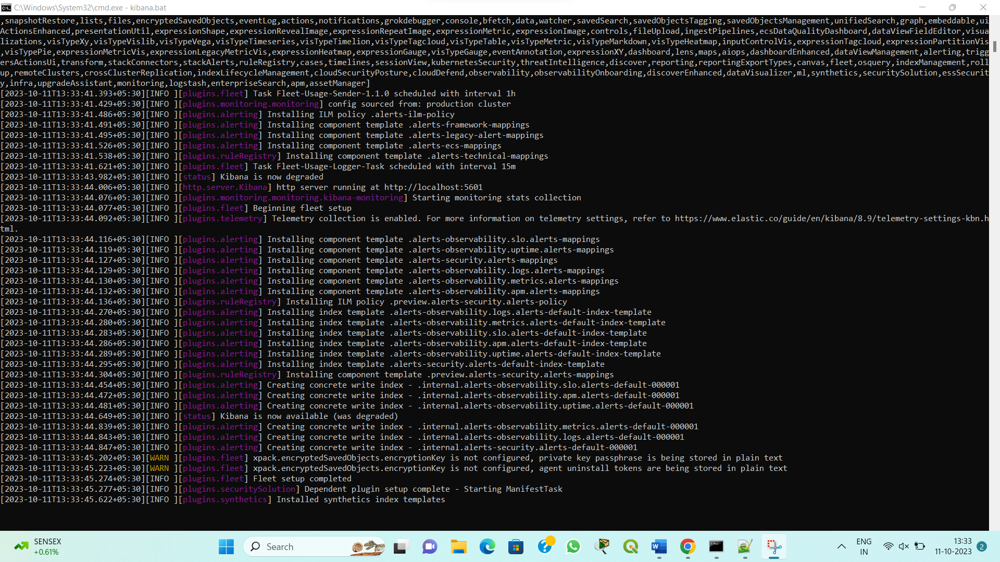 C:\Windows\System32\cmd.exe - kibana.bat
,snapshotRestore,lists,files,encryptedSavedObjects,eventLog,actions,notifications,grokdebugger,console,bfetch,data,watcher,savedSearch,savedObjectsTagging,savedObjectsManagement,unifiedSearch,graph,embeddable,ui
ActionsEnhanced,presentationUtil,expressionShape,expressionRevealImage,expressionRepeatImage,expressionMetric,expressionImage,controls,fileUpload,ingestPipelines,ecsDataQualityDashboard,dataViewFieldEditor,visua
lizations,visTypeXy,visTypeVislib,visTypeVega,visTypeTimeseries,visTypeTimelion,visTypeTagcloud,visTypeTable,visTypeMetric,visTypeMarkdown,visTypeHeatmap,inputControlVis,expressionTagcloud,expressionPartitionVis
,visTypePie,expressionMetricVis,expressionLegacyMetricVis,expressionHeatmap,expressionGauge,visTypeGauge,eventAnnotation,expressionXY,dashboard,lens,maps,aiops,dashboardEnhanced,dataViewManagement,alerting,trigg
ersActionsUi,transform,stackConnectors,stackAlerts,ruleRegistry,cases,timelines,sessionView,kubernetesSecurity,threatIntelligence,discover,reporting,reportingExportTypes,canvas,fleet,osquery,indexManagement,roll
up,remoteClusters,crossClusterReplication,indexLifecycleManagement,cloudSecurityPosture,cloudDefend,observability,observabilityOnboarding,discoverEnhanced,dataVisualizer,ml,synthetics,securitySolution,essSecurit
y,infra,upgradeAssistant,monitoring,logstash,enterpriseSearch,apm,assetManager]
[2023-10-11T13:33:41.393+05:30][INFO ][plugins.fleet] Task Fleet-Usage-Sender-1.1.0 scheduled with interval 1h
[2023-10-11T13:33:41.429+05:30][INFO ][plugins.monitoring.monitoring] config sourced from: production cluster
[2023-10-11T13:33:41.486+05:30][INFO ][plugins.alerting] Installing ILM policy .alerts-ilm-policy
[2023-10-11T13:33:41.491+05:30][INFO ][plugins.alerting] Installing component template .alerts-framework-mappings
[2023-10-11T13:33:41.495+05:30][INFO ][plugins.alerting] Installing component template .alerts-legacy-alert-mappings
[2023-10-11T13:33:41.526+05:30][INFO ][plugins.alerting] Installing component template .alerts-ecs-mappings
[2023-10-11T13:33:41.538+05:30][INFO ][plugins.ruleRegistry] Installing component template .alerts-technical-mappings
[2023-10-11T13:33:41.621+05:30][INFO ][plugins.fleet] Task Fleet-Usage-Logger-Task scheduled with interval 15m
[2023-10-11T13:33:43.982+05:30][INFO ][status] Kibana is now degraded
[2023-10-11T13:33:44.006+05:30][INFO ][http.server.Kibana] http server running at http://localhost:5601
[2023-10-11T13:33:44.076+05:30][INFO ][plugins.monitoring.monitoring.kibana-monitoring] Starting monitoring stats collection
[2023-10-11T13:33:44.077+05:30][INFO ][plugins.fleet] Beginning fleet setup
[2023-10-11T13:33:44.092+05:30][INFO ][plugins.telemetry] Telemetry collection is enabled. For more information on telemetry settings, refer to https://www.elastic.co/guide/en/kibana/8.9/telemetry-settings-kbn.h
tml.
[2023-10-11T13:33:44.116+05:30][INFO ][plugins.alerting] Installing component template .alerts-observability.slo.alerts-mappings
[2023-10-11T13:33:44.119+05:30][INFO ][plugins.alerting] Installing component template .alerts-observability.uptime.alerts-mappings
[2023-10-11T13:33:44.127+05:30][INFO ][plugins.alerting] Installing component template .alerts-security.alerts-mappings
[2023-10-11T13:33:44.129+05:30][INFO ][plugins.alerting] Installing component template .alerts-observability.logs.alerts-mappings
[2023-10-11T13:33:44.130+05:30][INFO ][plugins.alerting] Installing component template .alerts-observability.metrics.alerts-mappings
[2023-10-11T13:33:44.132+05:30][INFO ][plugins.alerting] Installing component template .alerts-observability.apm.alerts-mappings
[2023-10-11T13:33:44.136+05:30][INFO ][plugins.ruleRegistry] Installing ILM policy .preview.alerts-security.alerts-policy
[2023-10-11T13:33:44.270+05:30][INFO ][plugins.alerting] Installing index template .alerts-observability.logs.alerts-default-index-template
[2023-10-11T13:33:44.280+05:30][INFO ][plugins.alerting] Installing index template .alerts-observability.metrics.alerts-default-index-template
[2023-10-11T13:33:44.283+05:30][INFO ][plugins.alerting] Installing index template .alerts-observability.slo.alerts-default-index-template
[2023-10-11T13:33:44.286+05:30][INFO ][plugins.alerting] Installing index template .alerts-observability.apm.alerts-default-index-template
[2023-10-11T13:33:44.289+05:30][INFO ][plugins.alerting] Installing index template .alerts-observability.uptime.alerts-default-index-template
[2023-10-11T13:33:44.295+05:30][INFO ][plugins.alerting] Installing index template .alerts-security.alerts-default-index-template
[2023-10-11T13:33:44.304+05:30][INFO ][plugins.ruleRegistry] Installing component template .preview.alerts-security.alerts-mappings
[2023-10-11T13:33:44.454+05:30][INFO ][plugins.alerting] Creating concrete write index - .internal.alerts-observability.slo.alerts-default-000001
[2023-10-11T13:33:44.472+05:30][INFO ][plugins.alerting] Creating concrete write index - .internal.alerts-observability.apm.alerts-default-000001
[2023-10-11T13:33:44.481+05:30][INFO ][plugins.alerting] Creating concrete write index - .internal.alerts-observability.uptime.alerts-default-000001
[2023-10-11T13:33:44.649+05:30][INFO ][status] Kibana is now available (was degraded)
[2023-10-11T13:33:44.839+05:30][INFO ][plugins.alerting] Creating concrete write index - .internal.alerts-observability.metrics.alerts-default-000001
[2023-10-11T13:33:44.843+05:30][INFO ][plugins.alerting] Creating concrete write index - .internal.alerts-observability.logs.alerts-default-000001
[2023-10-11T13:33:44.847+05:30][INFO ][plugins.alerting] Creating concrete write index - .internal.alerts-security.alerts-default-000001
[2023-10-11T13:33:45.202+05:30][WARN ][plugins.fleet] xpack.encryptedSavedObjects.encryptionKey is not configured, private key passphrase is being stored in plain text
[2023-10-11T13:33:45.223+05:30][WARN ][plugins.fleet] xpack.encryptedSavedObjects.encryptionKey is not configured, agent uninstall tokens are being stored in plain text
[2023-10-11T13:33:45.274+05:30][INFO ][plugins.fleet] Fleet setup completed
[2023-10-11T13:33:45.277+05:30][INFO ][plugins.securitySolution] Dependent plugin setup complete - Starting ManifestTask
[2023-10-11T13:33:45.622+05:30][INFO ][plugins.synthetics] Installed synthetics index templates
SENSEX
+0.61%
Search
ENG
IN
13:33
11-10-2023
2